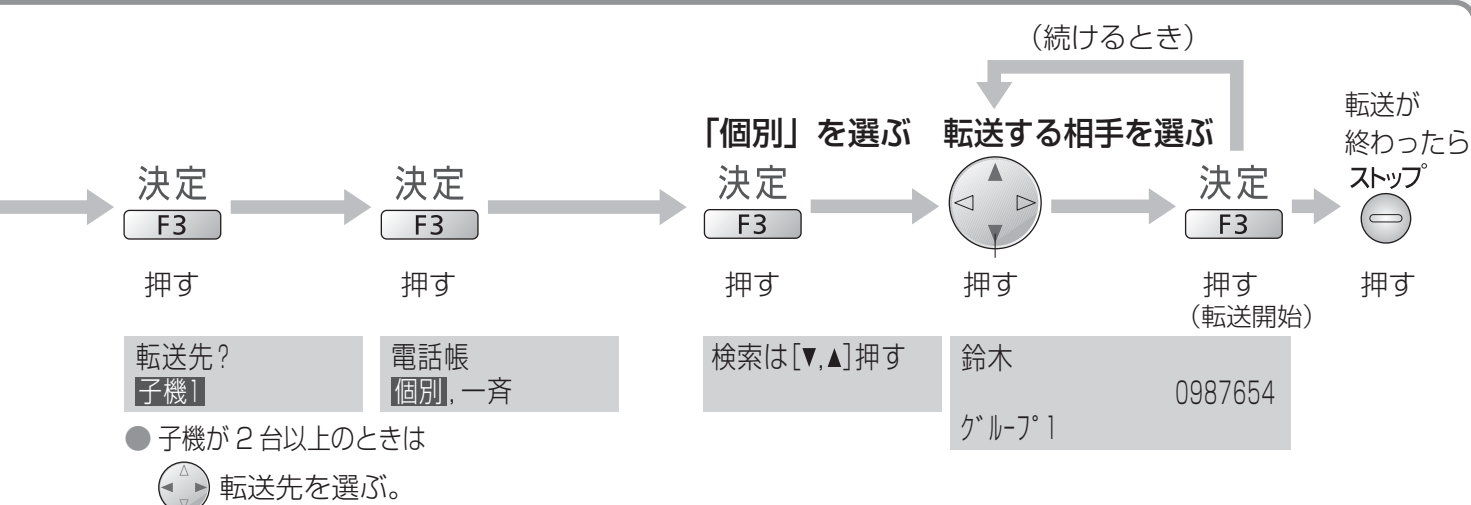 （続けるとき）
「個別」を選ぶ
転送する相手を選ぶ
転送が
終わったら
決定
F3
押す
決定
F3
押す
決定
F3
押す
押す
決定
F3
押す
（転送開始）
ストップ
押す
転送先?
子機1
電話帳
個別,一斉
検索は[▼,▲]押す
鈴木
0987654
ｸﾞﾙｰﾌﾟ1
● 子機が 2 台以上のときは
転送先を選ぶ。